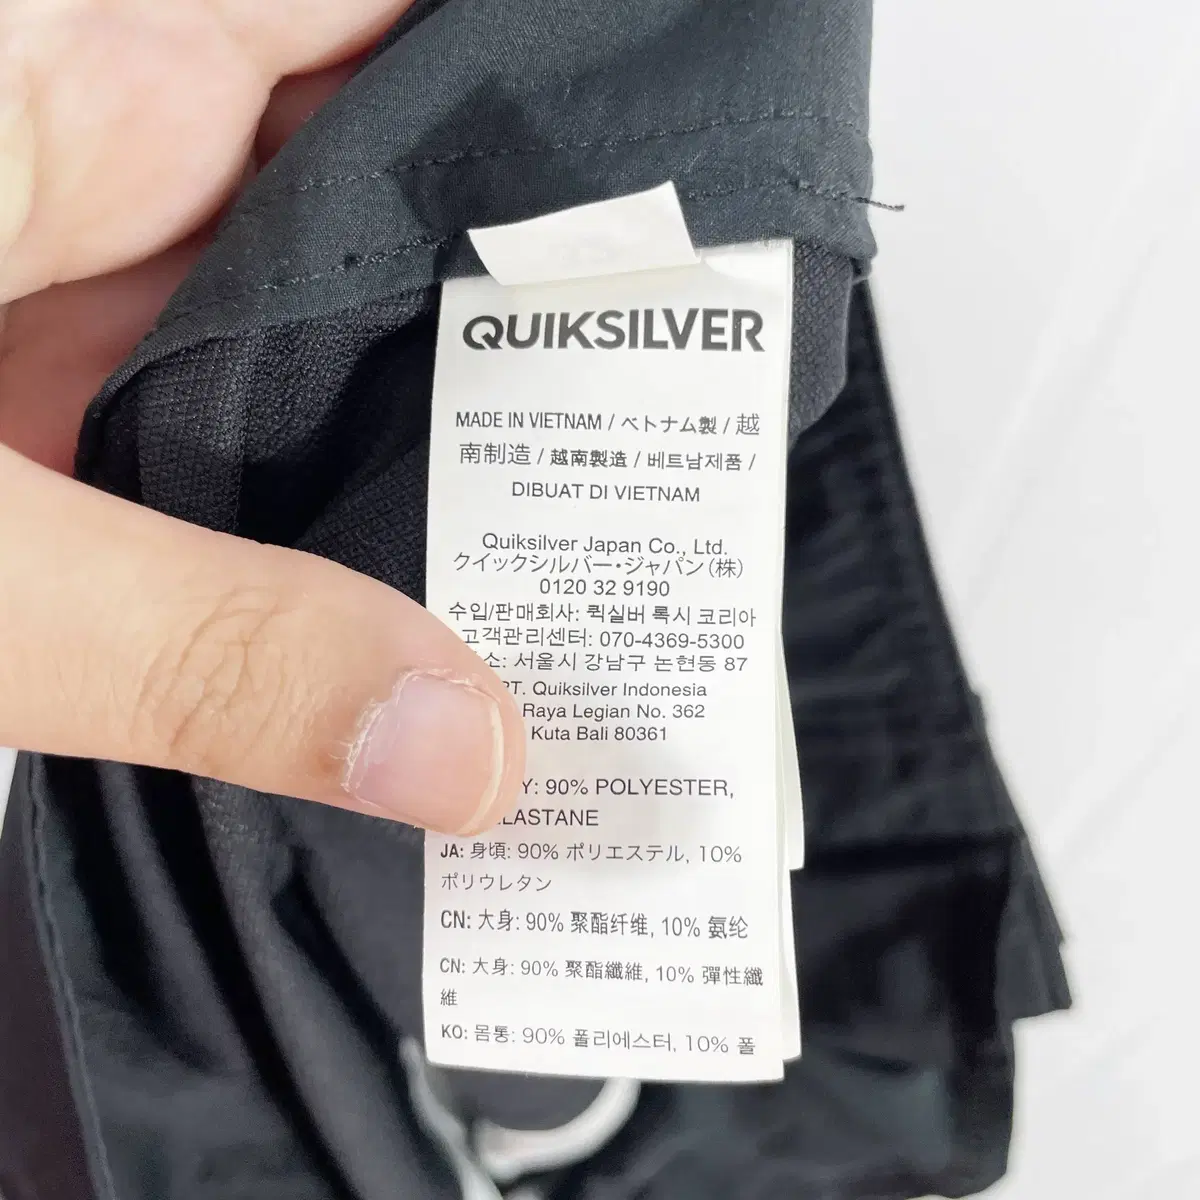 QUIKSILVER
MADE IN VIETNAM / ベトナム製 / 越
南制造 / 越南製造 / 베트남제품 /
DIBUAT DI VIETNAM
Quiksilver Japan Co., Ltd.
クイックシルバー・ジャパン(株)
0120 32 9190
수입/판매회사: 퀵실버 록시 코리아
고객관리센터: 070-4369-5300
서울시 강남구 논현동 87
PT. Quiksilver Indonesia
Raya Legian No. 362
Kuta Bali 80361
90% POLYESTER,
JA: 身頃: 90% ポリエステル, 10%
ポリウレタン
CN: 大身: 90% 聚酯纤维, 10% 氨纶
CN: 大身: 90% 聚酯纖維, 10% 彈性纖
維
KO: 몸통: 90% 폴리에스터, 10% 폴